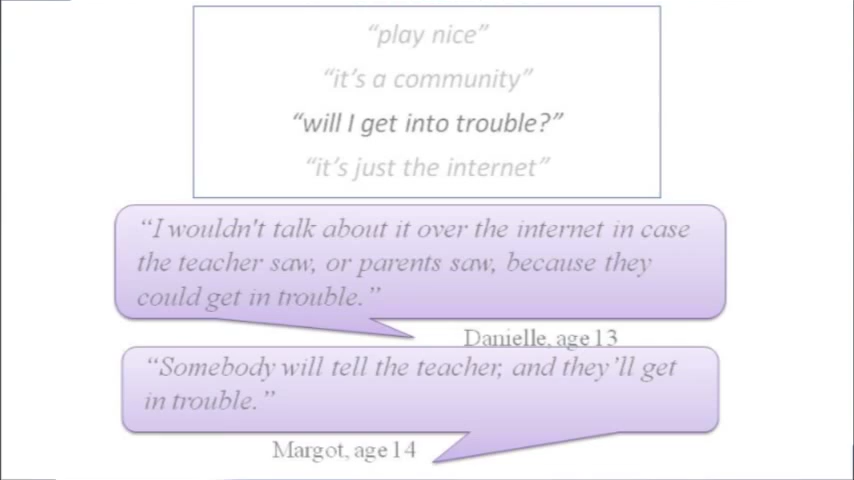 “play nice”
“it’s a community”
“will I get into trouble?”
“it’s just the internet”
“I wouldn't talk about it over the internet in case
the teacher saw, or parents saw, because they
could get in trouble.”
Danielle, age 13
“Somebody will tell the teacher, and they’ll get
in trouble.”
Margot, age 14